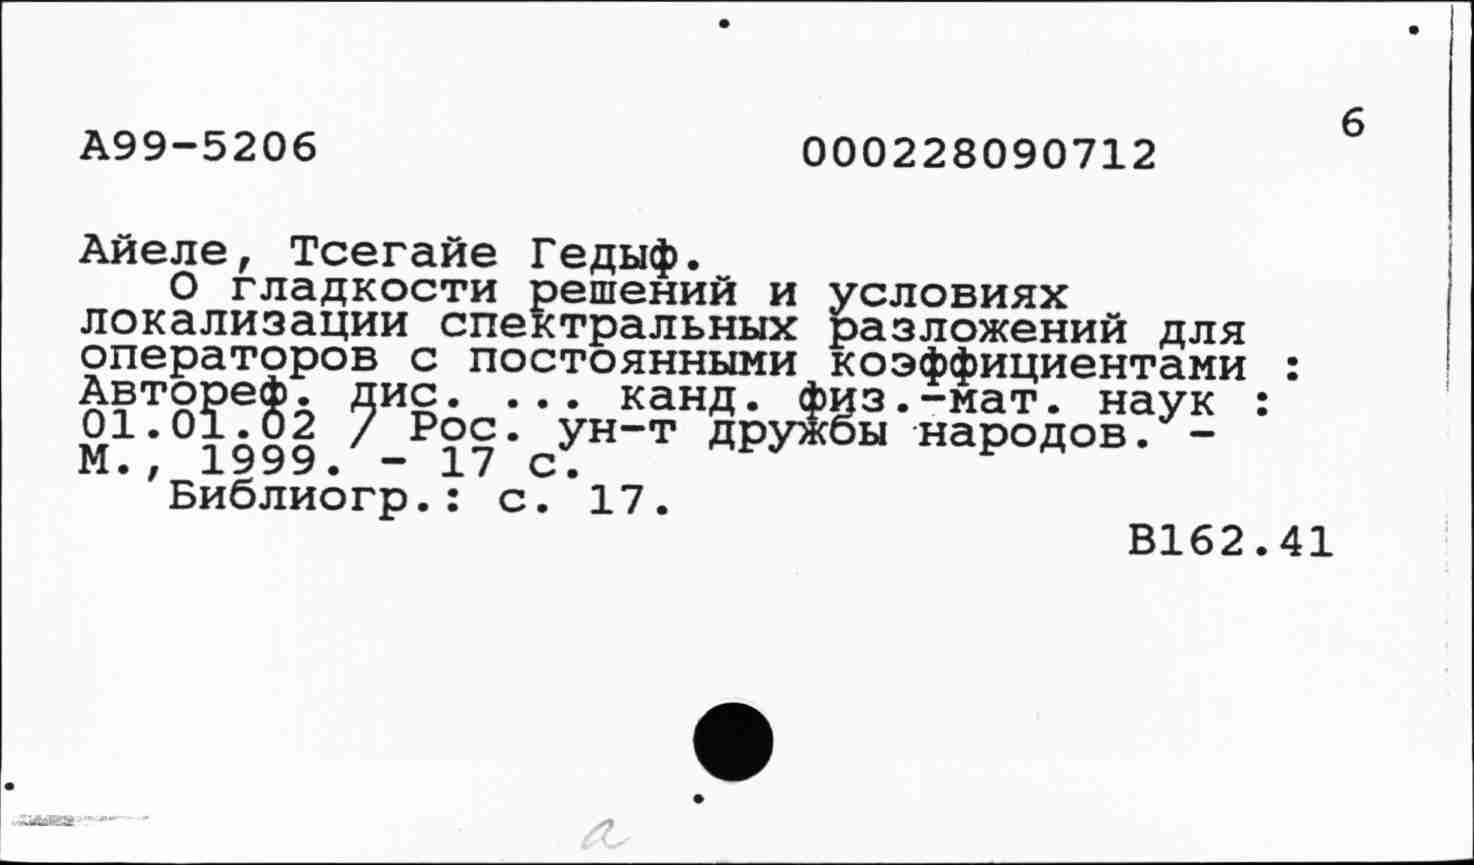 6
А99-5206 000228090712
Айеле, Тсегайе Гедыф.
О гладкости решений и условиях
локализации спектральных разложений для
операторов с постоянными коэффициентами :
Автореф. дис. ... канд. физ.-мат. наук :
01.01.02 / Рос. ун-т дружбы народов. -
М., 1999. - 17 с.
Библиогр.: с. 17.
В162.41
а